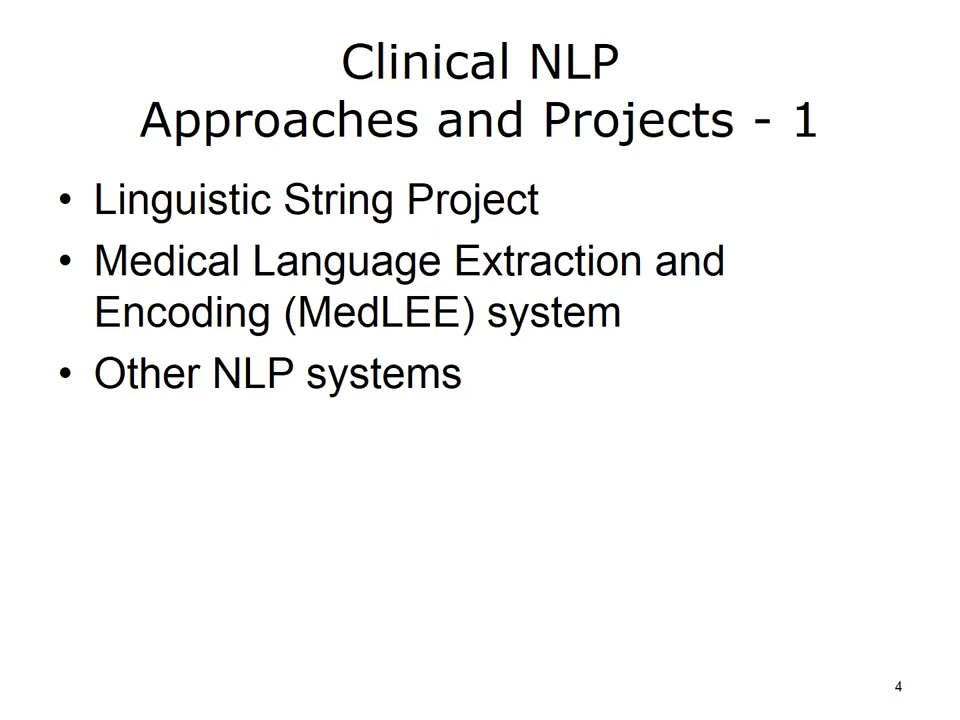 Clinical NLP
Approaches and Projects - 1
• Linguistic String Project
• Medical Language Extraction and
Encoding (MedLEE) system
• Other NLP systems
4